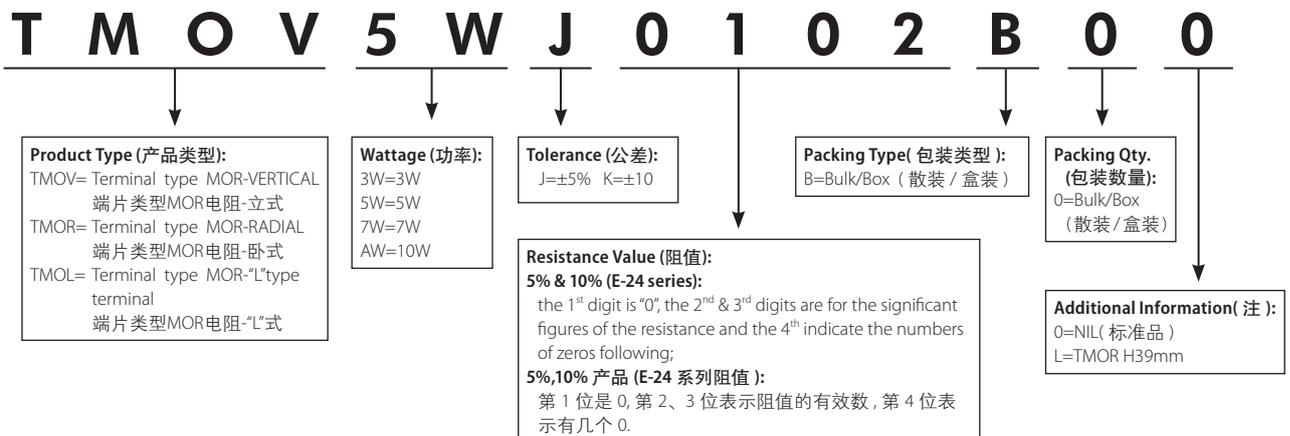 T M O V 5 W J 0 1 0 2 B 0 0
Product Type (产品类型):
TMOV= Terminal type MOR-VERTICAL
端片类型MOR电阻-立式
TMOR= Terminal type MOR-RADIAL
端片类型MOR电阻-卧式
TMOL= Terminal type MOR-“L”type
terminal
端片类型MOR电阻-“L”式
Wattage (功率):
3W=3W
5W=5W
7W=7W
AW=10W
Tolerance (公差):
J=±5% K=±10
Resistance Value (阻值):
5% & 10% (E-24 series):
the 1st digit is “0”, the 2nd & 3rd digits are for the significant
figures of the resistance and the 4th indicate the numbers
of zeros following;
5%,10% 产品 (E-24 系列阻值 ):
第 1 位是 0, 第 2、3 位表示阻值的有效数 , 第 4 位表
示有几个 0.
Packing Type( 包装类型 ):
B=Bulk/Box ( 散装 / 盒装 )
Packing Qty.
(包装数量):
0=Bulk/Box
(散装/盒装)
Additional Information( 注 ):
0=NIL( 标准品 )
L=TMOR H39mm